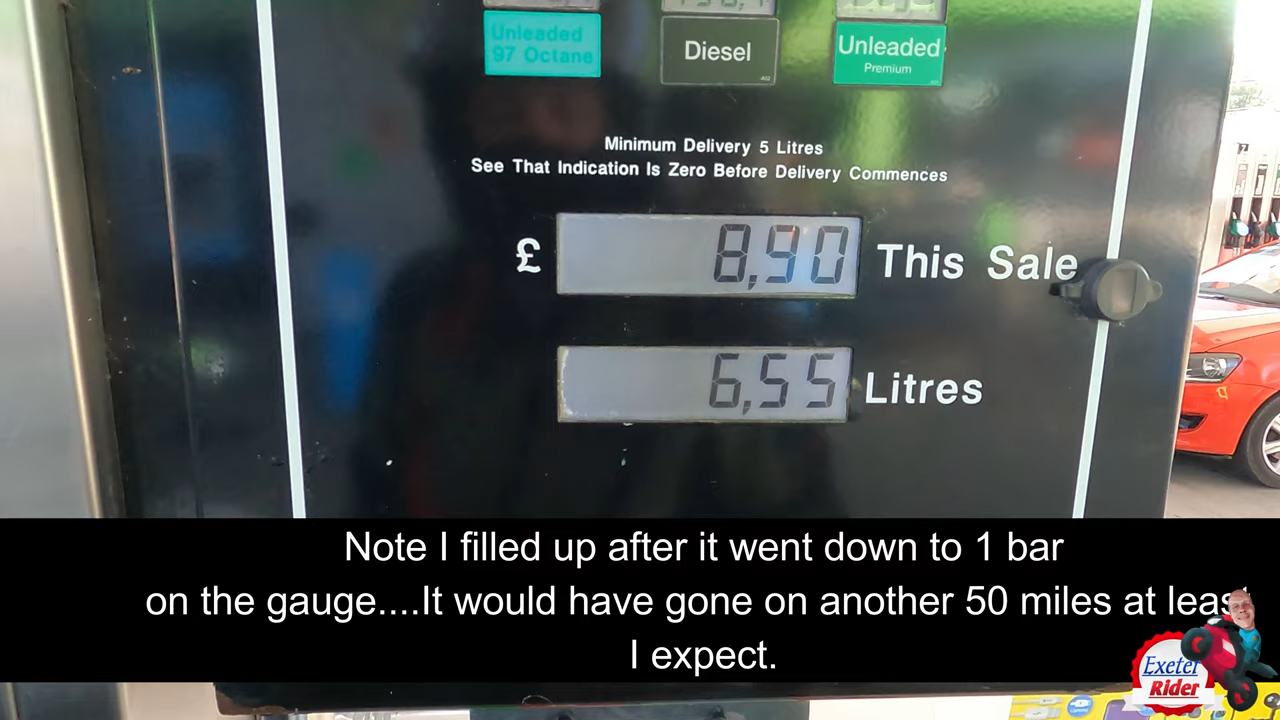 Unleaded
97 Octane
Diesel
Unleaded
Premium
Minimum Delivery 5 Litres
See That Indication Is Zero Before Delivery Commences
£ 8,90 This Sale
6,55 Litres
Note I filled up after it went down to 1 bar
on the gauge....It would have gone on another 50 miles at least
I expect.
Exeter
Rider